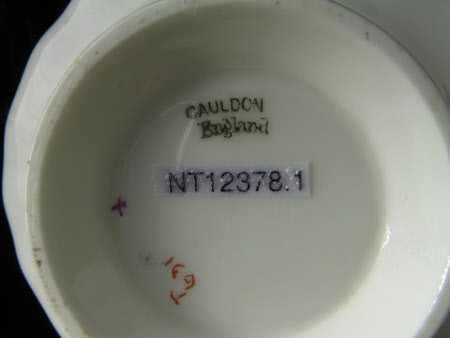 CAULDON
England
NT12378.1
x